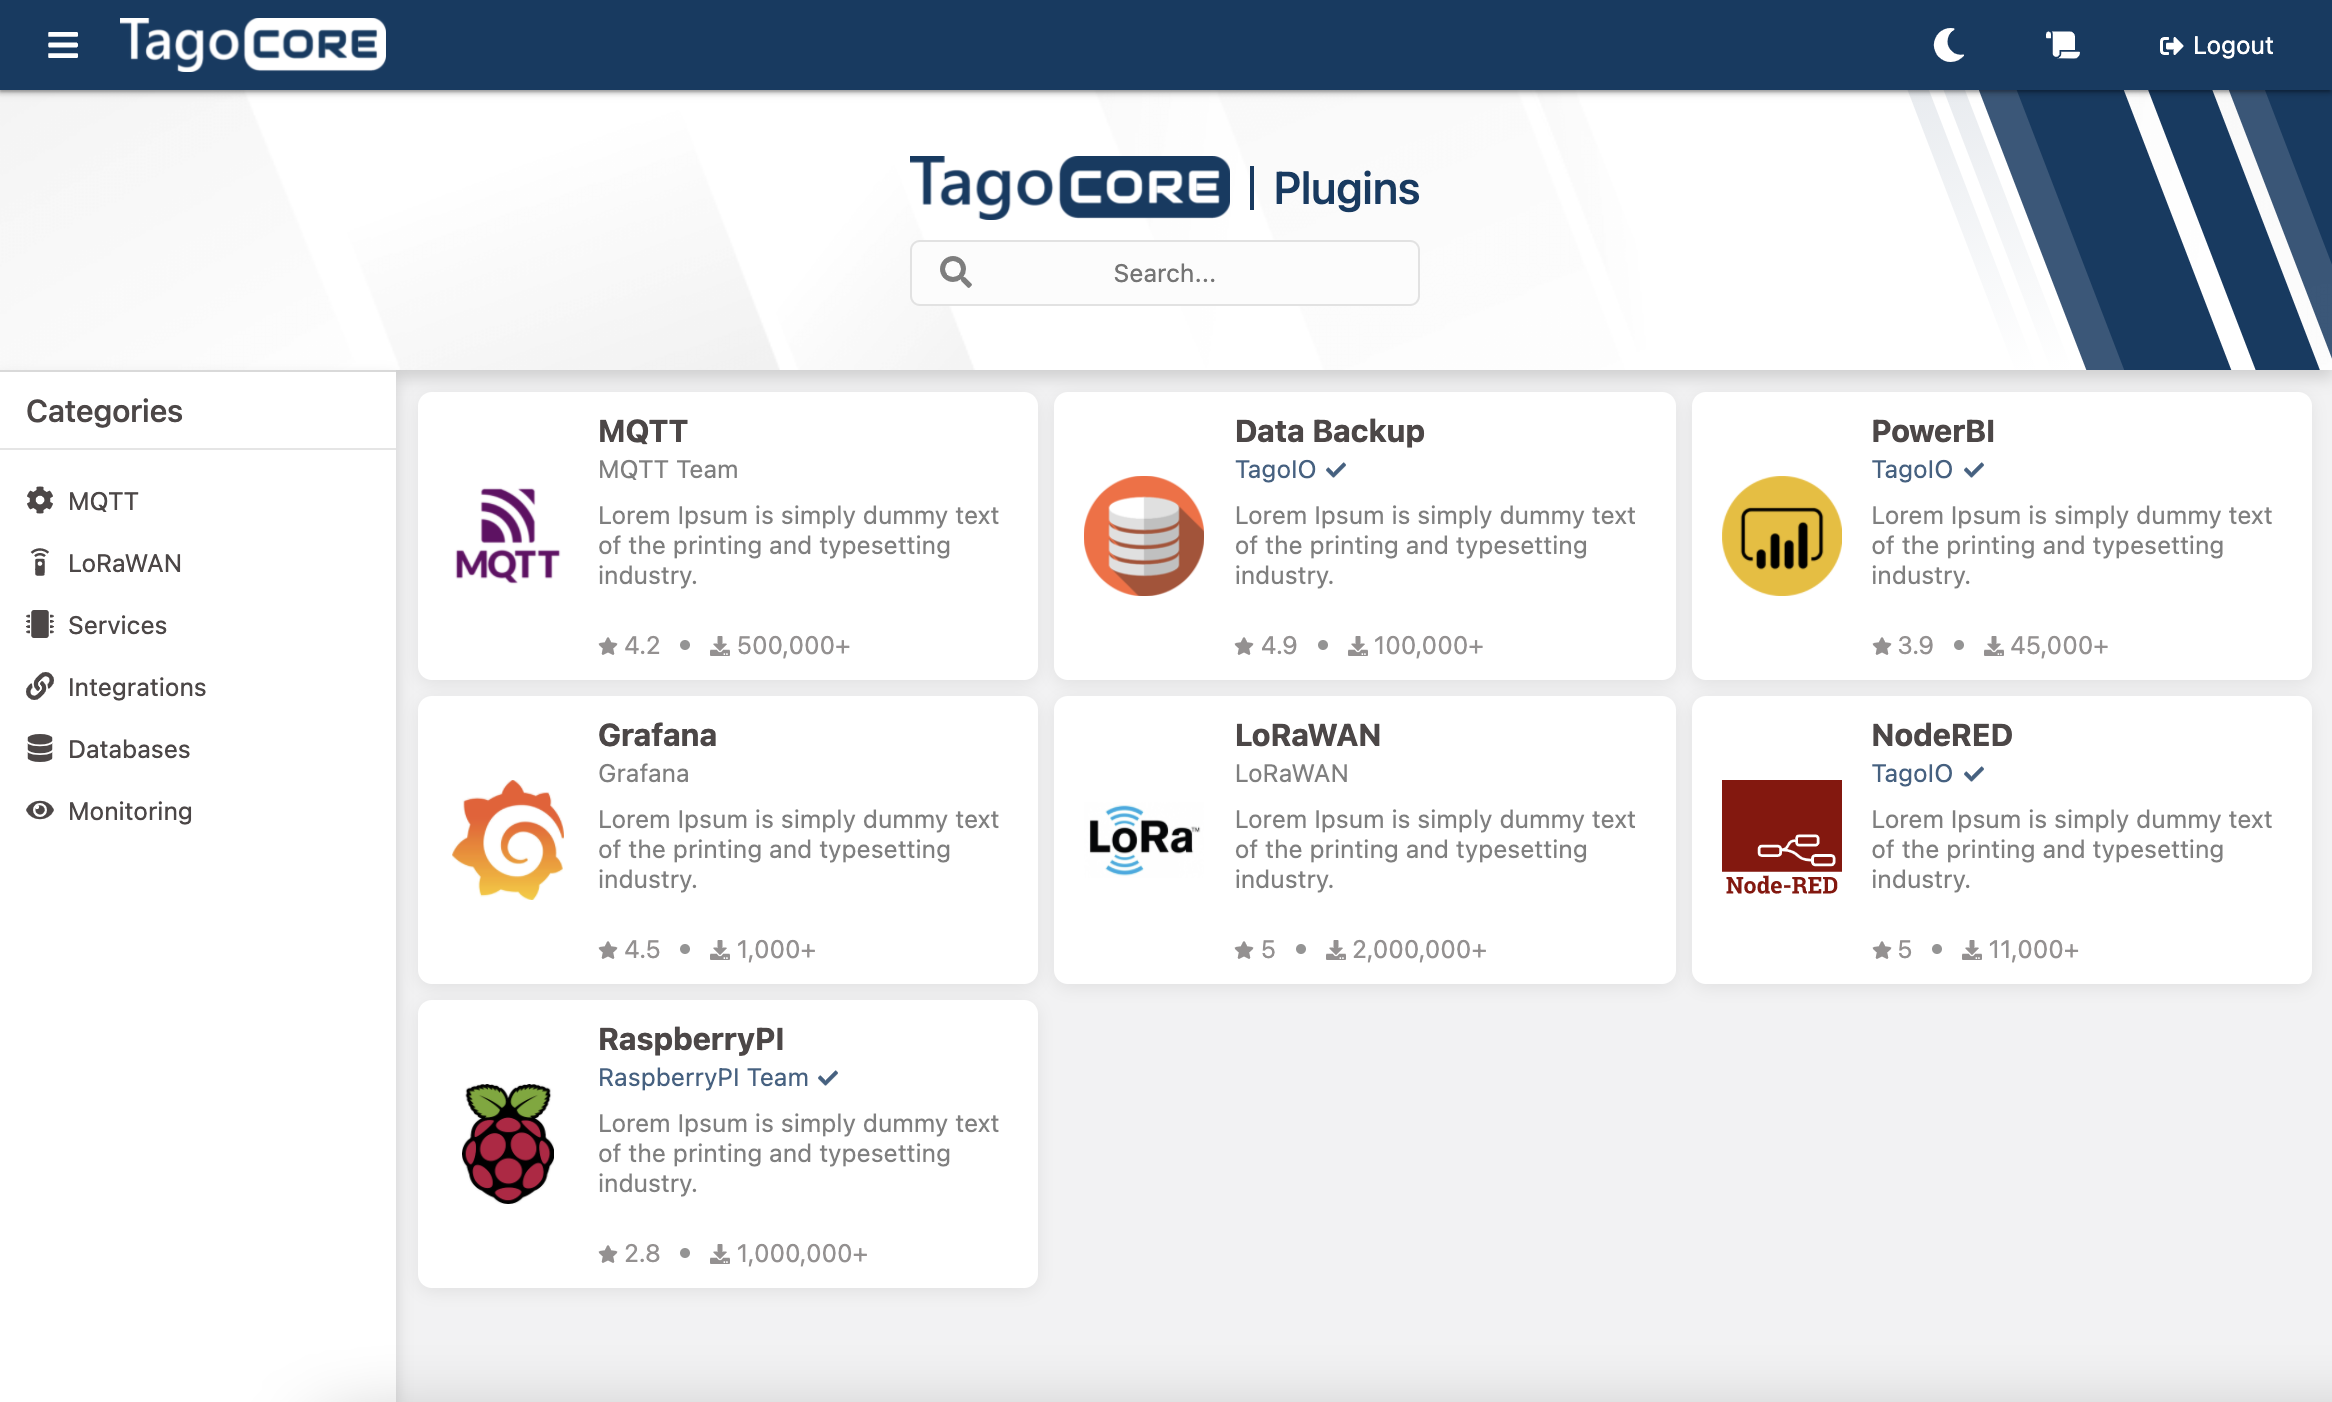 TagoCORE
Logout
TagoCORE | Plugins
Search...
Categories
MQTT
LoRaWAN
Services
Integrations
Databases
Monitoring
MQTT
MQTT
MQTT Team
Lorem Ipsum is simply dummy text
of the printing and typesetting
industry.
4.2 • 500,000+
Data Backup
TagoIO
Lorem Ipsum is simply dummy text
of the printing and typesetting
industry.
4.9 • 100,000+
PowerBI
TagoIO
Lorem Ipsum is simply dummy text
of the printing and typesetting
industry.
3.9 • 45,000+
Grafana
Grafana
Lorem Ipsum is simply dummy text
of the printing and typesetting
industry.
4.5 • 1,000+
LoRa™
LoRaWAN
LoRaWAN
Lorem Ipsum is simply dummy text
of the printing and typesetting
industry.
5 • 2,000,000+
Node-RED
NodeRED
TagoIO
Lorem Ipsum is simply dummy text
of the printing and typesetting
industry.
5 • 11,000+
RaspberryPI
RaspberryPI Team
Lorem Ipsum is simply dummy text
of the printing and typesetting
industry.
2.8 • 1,000,000+